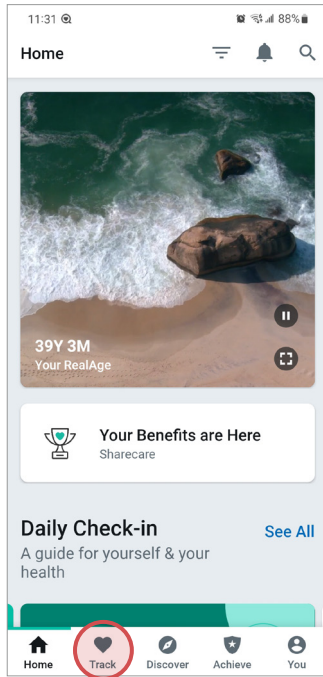 11:31 88%
Home
39Y 3M
Your RealAge
Your Benefits are Here
Sharecare
Daily Check-in See All
A guide for yourself & your
health
Home Track Discover Achieve You